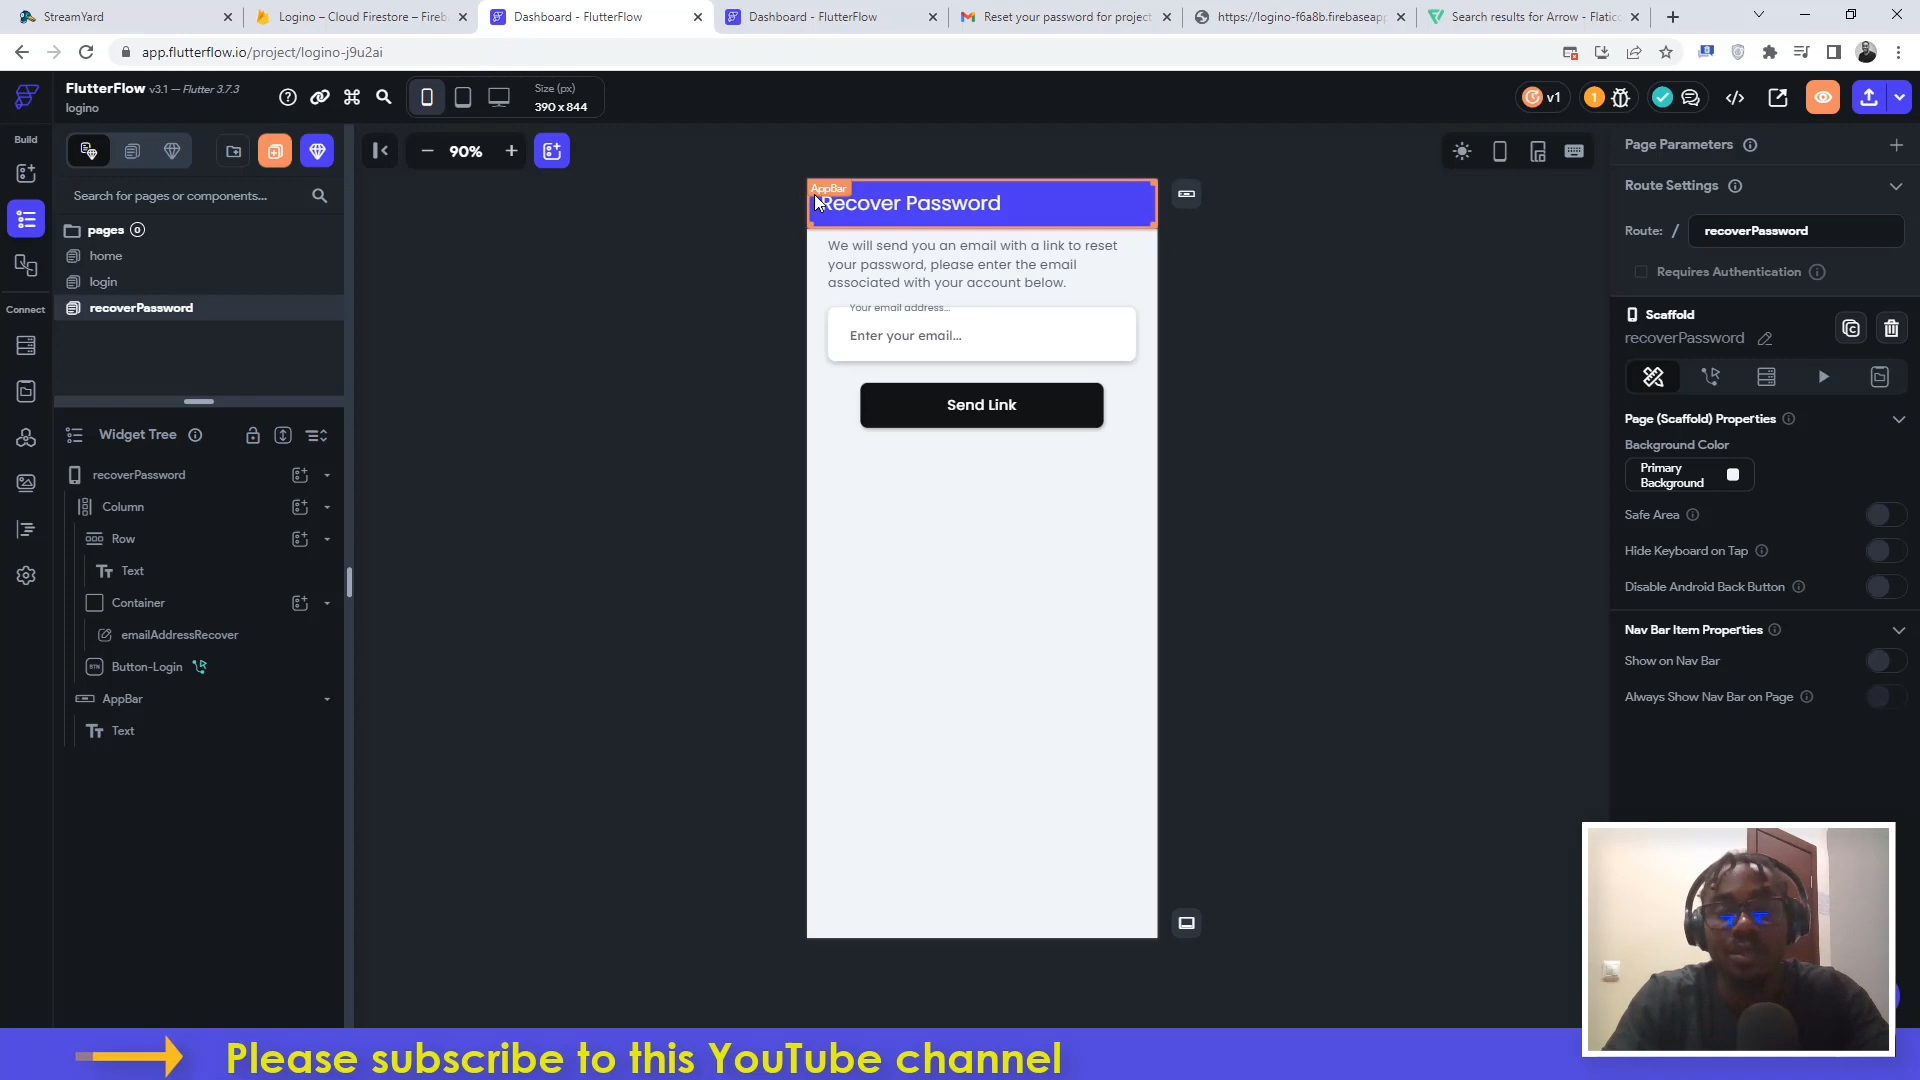 StreamYard
Logino – Cloud Firestore – Fireb
Dashboard - FlutterFlow
Dashboard - FlutterFlow
Reset your password for project
https://logino-f6a8b.firebaseapp
Search results for Arrow - Flatico
app.flutterflow.io/project/logino-j9u2ai
FlutterFlow v3.1 — Flutter 3.7.3
logino
Size (px)
390 x 844
v1
1
Build
90%
Search for pages or components...
pages 0
home
login
recoverPassword
Connect
Widget Tree
recoverPassword
Column
Row
Text
Container
emailAddressRecover
Button-Login
AppBar
Text
AppBar
Recover Password
We will send you an email with a link to reset
your password, please enter the email
associated with your account below.
Your email address...
Enter your email...
Send Link
Page Parameters
Route Settings
Route: / recoverPassword
Requires Authentication
Scaffold
recoverPassword
Page (Scaffold) Properties
Background Color
Primary
Background
Safe Area
Hide Keyboard on Tap
Disable Android Back Button
Nav Bar Item Properties
Show on Nav Bar
Always Show Nav Bar on Page
Please subscribe to this YouTube channel